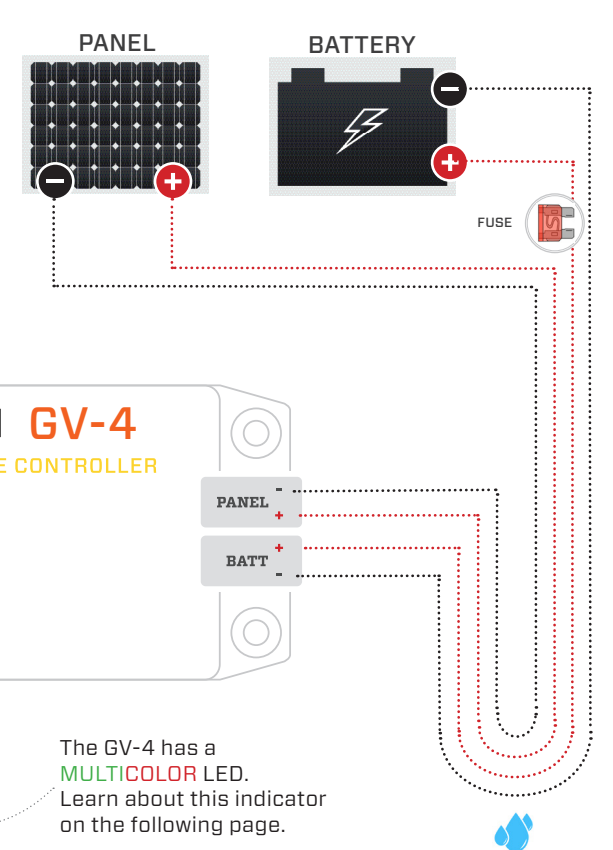 PANEL
BATTERY
FUSE
GV-4
CONTROLLER
PANEL - +
BATT + -
The GV-4 has a
MULTICOLOR LED.
Learn about this indicator
on the following page.